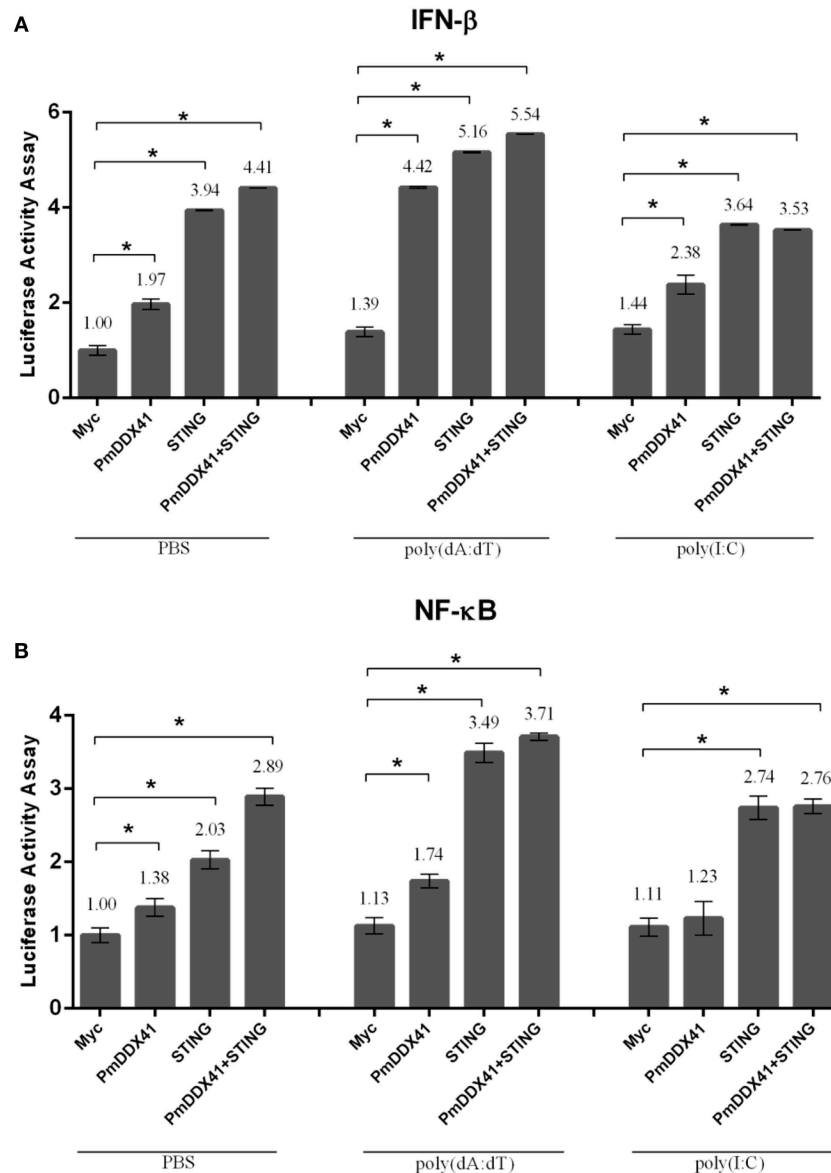 A
IFN-β
Luciferase Activity Assay
6
4
2
0
* * *
1.00 1.97 3.94 4.41
* * *
1.39 4.42 5.16 5.54
* * *
1.44 2.38 3.64 3.53
Myc PmDDX41 STING PmDDX41+STING
Myc PmDDX41 STING PmDDX41+STING
Myc PmDDX41 STING PmDDX41+STING
PBS poly(dA:dT) poly(I:C)
B
NF-κB
Luciferase Activity Assay
4
3
2
1
0
* * *
1.00 1.38 2.03 2.89
* * *
1.13 1.74 3.49 3.71
* *
1.11 1.23 2.74 2.76
Myc PmDDX41 STING PmDDX41+STING
Myc PmDDX41 STING PmDDX41+STING
Myc PmDDX41 STING PmDDX41+STING
PBS poly(dA:dT) poly(I:C)